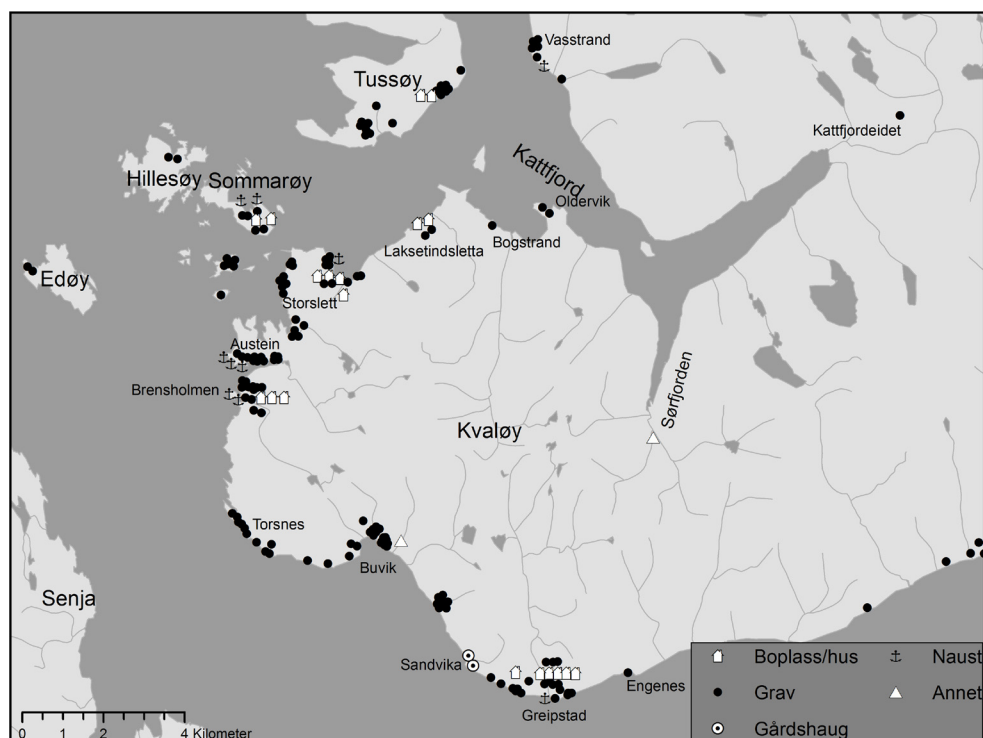 Vasstrand
Tussøy
Kattfjordeidet
Kattfjord
Hillesøy
Sommarøy
Oldervik
Bogstrand
Laksetindsletta
Edøy
Storslett
Austein
Brensholmen
Sørfjorden
Kvaløy
Torsnes
Buvik
Senja
Sandvika
Engenes
Greipstad
Boplass/hus
Naust
Grav
Annet
Gårdshaug
0 1 2 4 Kilometer